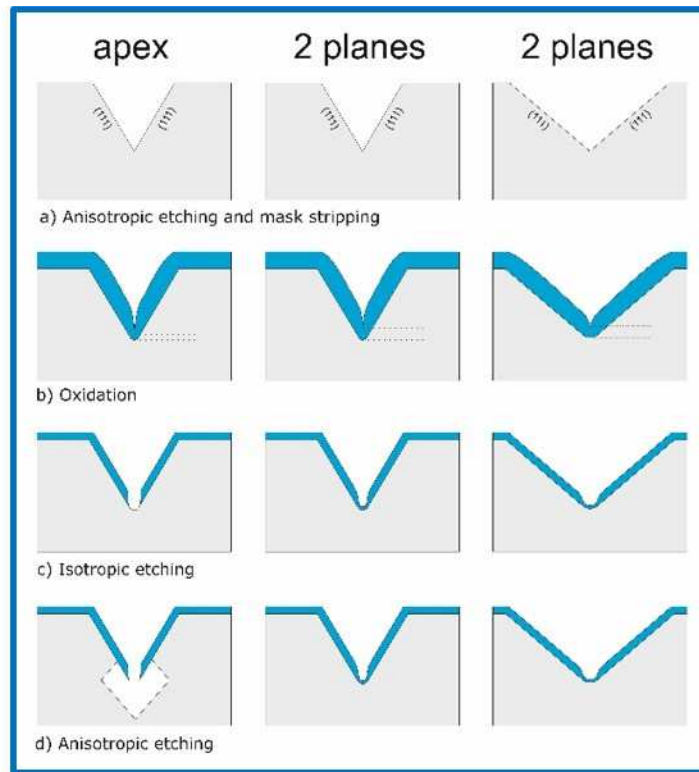 apex 2 planes 2 planes
a) Anisotropic etching and mask stripping
b) Oxidation
c) Isotropic etching
d) Anisotropic etching